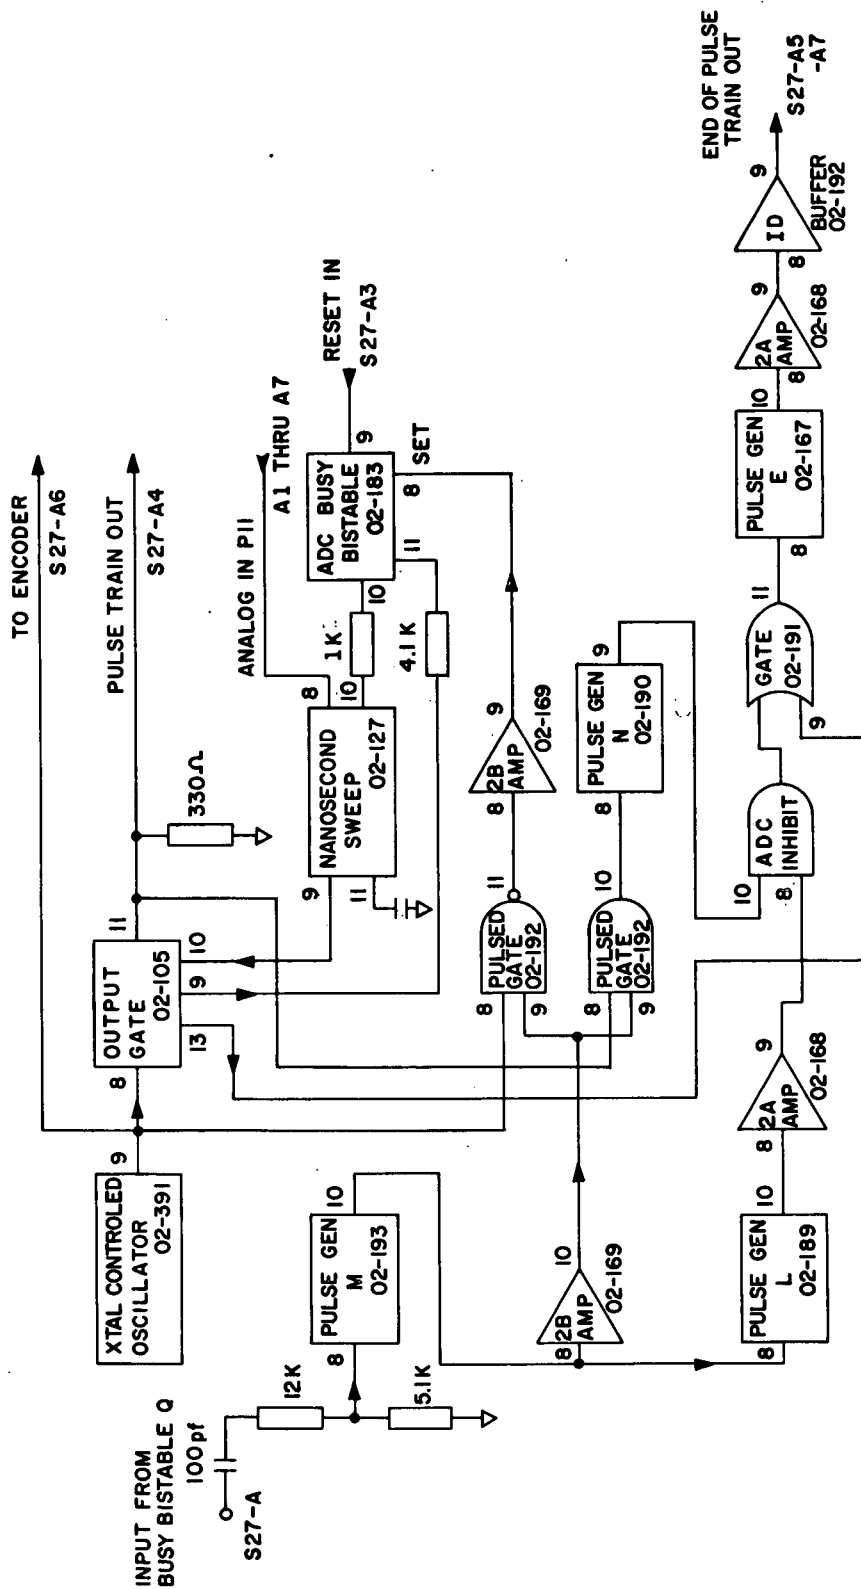 TO ENCODER
S27-A6
PULSE TRAIN OUT
S27-A4
330Ω
XTAL CONTROLED
OSCILLATOR
02-391
9
8
OUTPUT
GATE
02-105
11
10
9
13
ANALOG IN P11
A1 THRU A7
NANOSECOND
SWEEP
02-127
8
10
9
11
1K
4.1K
ADC BUSY
BISTABLE
02-183
10
11
9
8
SET
RESET IN
S27-A3
INPUT FROM
BUSY BISTABLE Q
100pf
S27-A
12K
5.1K
8
PULSE GEN
M
02-193
10
8
9
PULSED
GATE
02-192
11
8
2B
AMP
9
02-169
8
2B
AMP
10
02-169
8
9
PULSED
GATE
02-192
10
8
PULSE GEN
N
02-190
9
8
PULSE GEN
L
02-189
10
8
2A
AMP
9
02-168
10
8
ADC
INHIBIT
9
GATE
02-191
11
8
PULSE GEN
E
02-167
10
8
2A
AMP
9
02-168
8
ID
9
BUFFER
02-192
END OF PULSE
TRAIN OUT
S27-A5
-A7